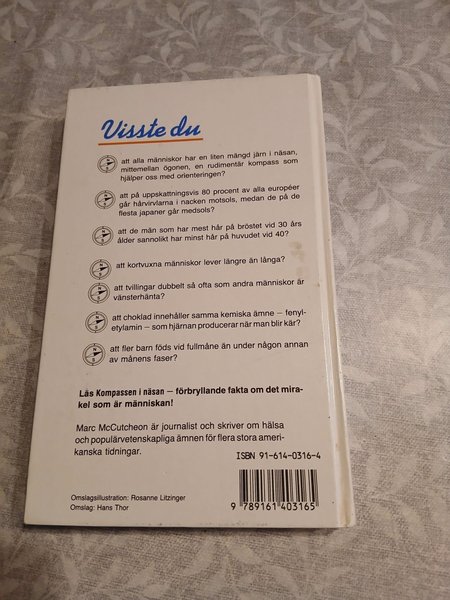 Visste du
att alla människor har en liten mängd järn i näsan,
mittemellan ögonen, en rudimentär kompass som
hjälper oss med orienteringen?
att på uppskattningsvis 80 procent av alla européer
går hårvirvlarna i nacken motsols, medan de på de
flesta japaner går medsols?
att de män som har mest hår på bröstet vid 30 års
ålder sannolikt har minst hår på huvudet vid 40?
att kortvuxna människor lever längre än långa?
att tvillingar dubbelt så ofta som andra människor är
vänsterhänta?
att choklad innehåller samma kemiska ämne – fenyl-
etylamin – som hjärnan producerar när man blir kär?
att fler barn föds vid fullmåne än under någon annan
av månens faser?
Läs Kompassen i näsan – förbryllande fakta om det mira-
kel som är människan!
Marc McCutcheon är journalist och skriver om hälsa
och populärvetenskapliga ämnen för flera stora ameri-
kanska tidningar.
ISBN 91-614-0316-4
Omslagsillustration: Rosanne Litzinger
Omslag: Hans Thor
9 789161 403165